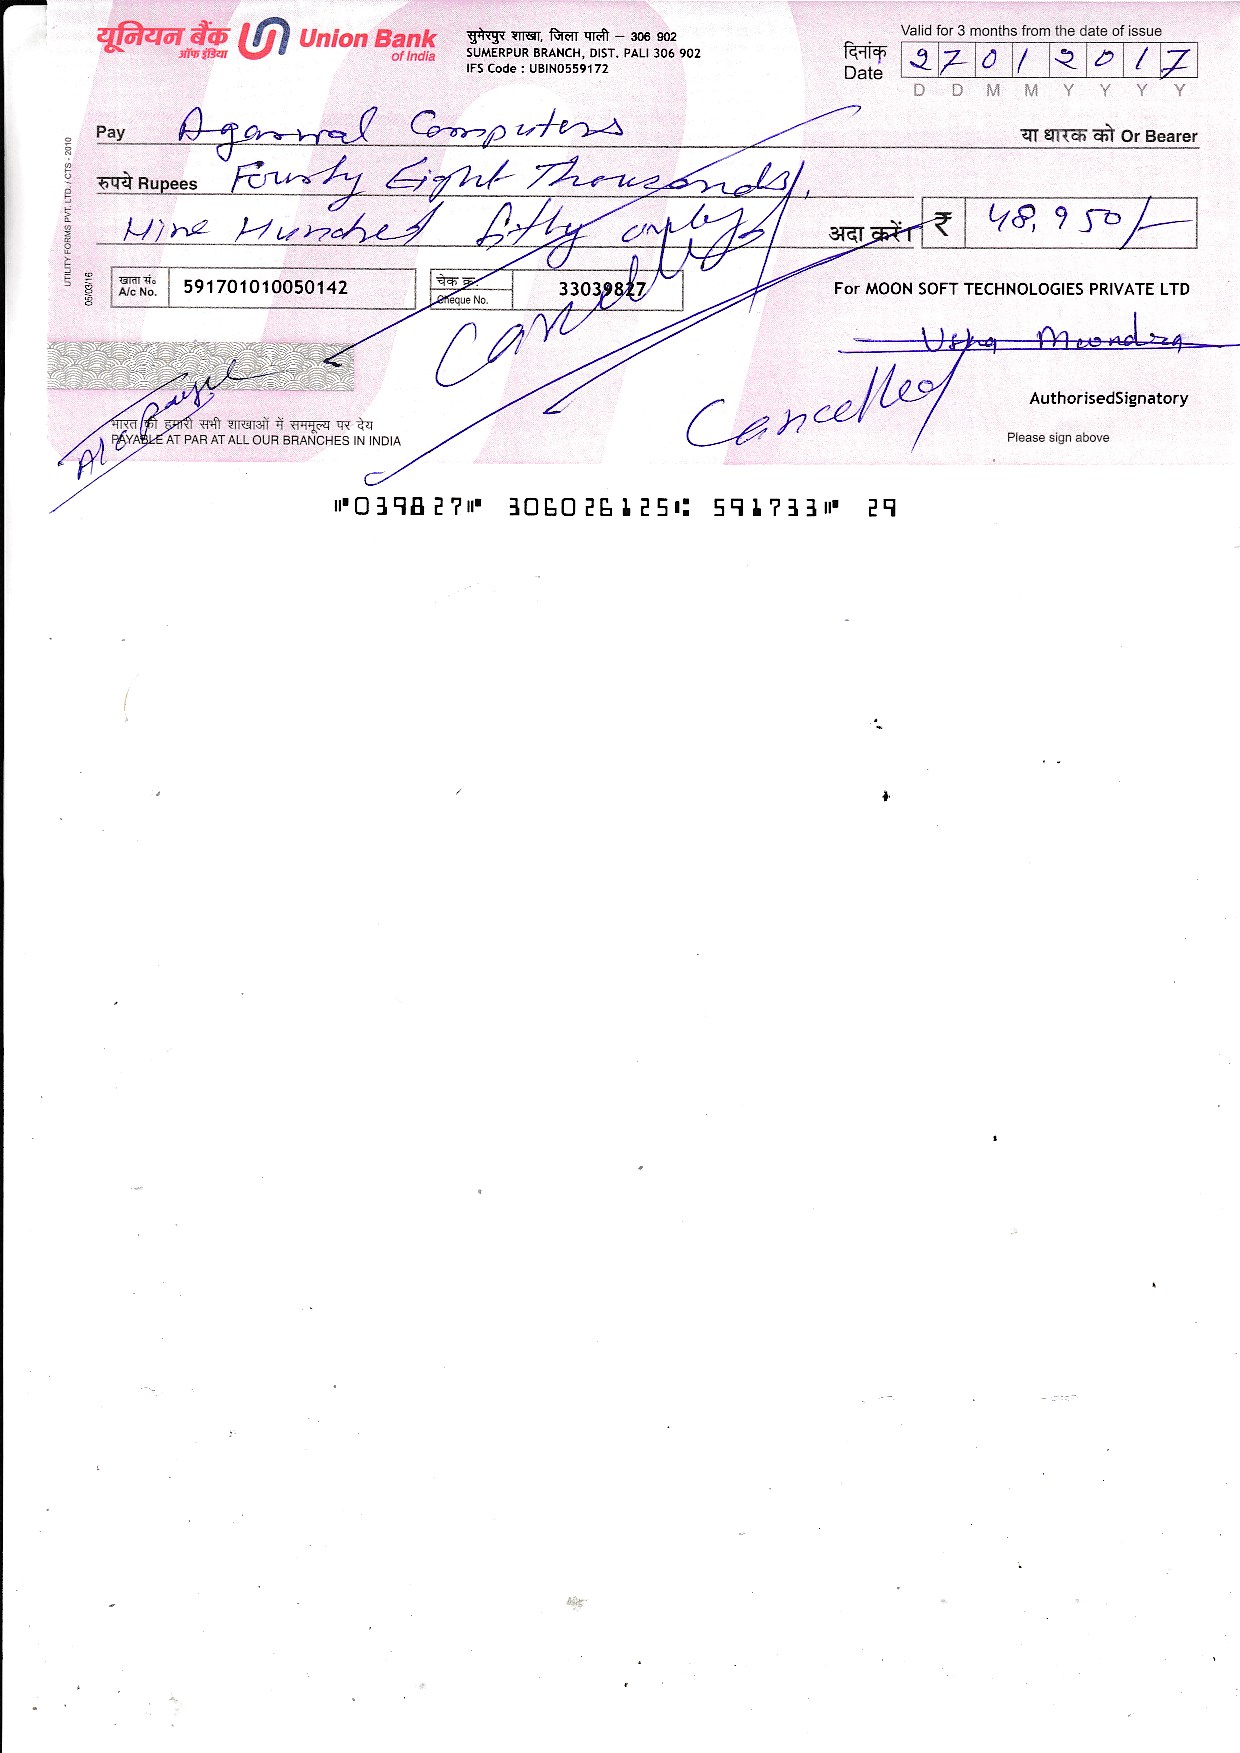 यूनियन बैंक Union Bank
ऑफ इंडिया of India
सुमेरपुर शाखा, जिला पाली – 306 902
SUMERPUR BRANCH, DIST. PALI 306 902
IFS Code : UBIN0559172
Valid for 3 months from the date of issue
दिनांक
Date 27012017
D D M M Y Y Y Y
Pay Agarwal Computers या धारक को Or Bearer
रुपये Rupees Fourty Eight Thousands,
Nine Hundred fifty only अदा करें। ₹ 48,950/-
खाता सं०
A/c No. 591701010050142
चेक क्र.
Cheque No. 33039827
For MOON SOFT TECHNOLOGIES PRIVATE LTD
Usha Moondra
Cancelled
Cancelled
AuthorisedSignatory
Please sign above
A/c Payee
भारत की हमारी सभी शाखाओं में सममूल्य पर देय
PAYABLE AT PAR AT ALL OUR BRANCHES IN INDIA
UTILITY FORMS PVT. LTD. / CTS - 2010
05/03/16
⑈039827⑈ 306026125⑆ 591733⑈ 29